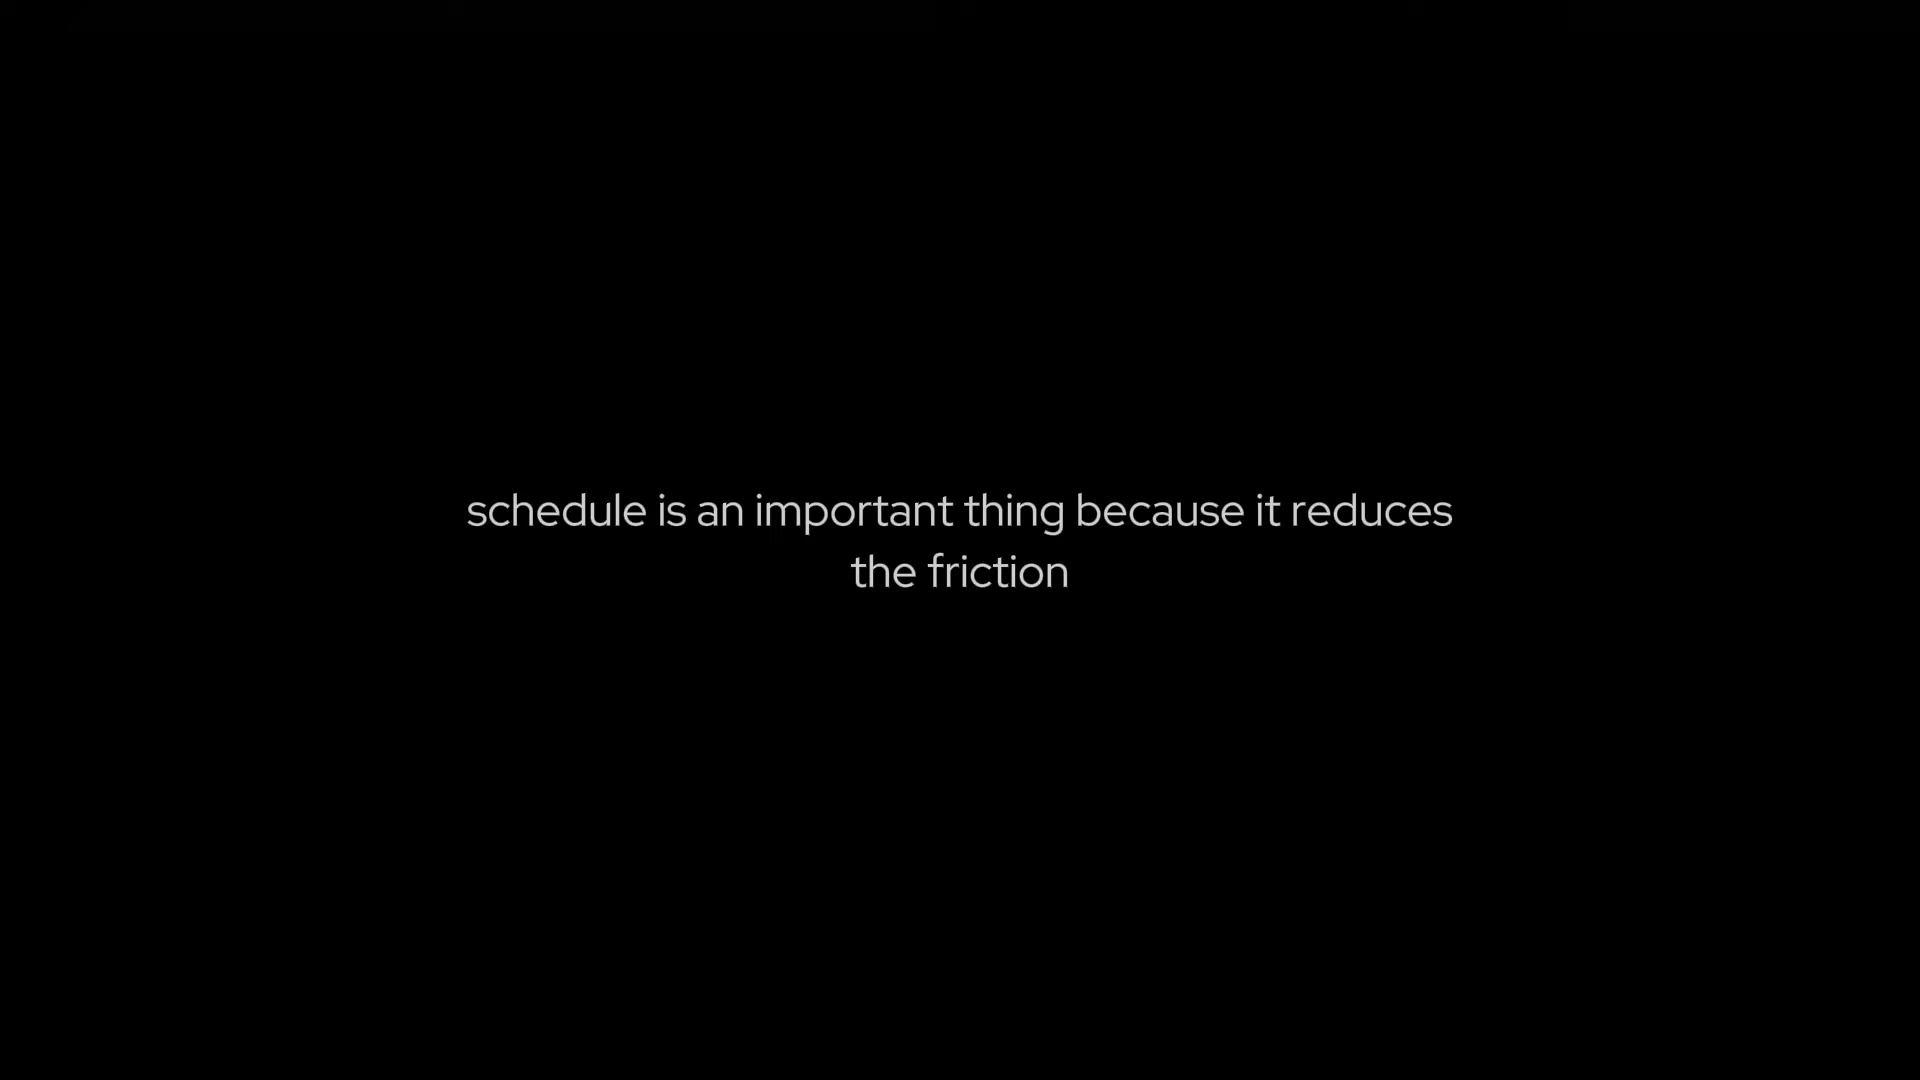 schedule is an important thing because it reduces
the friction